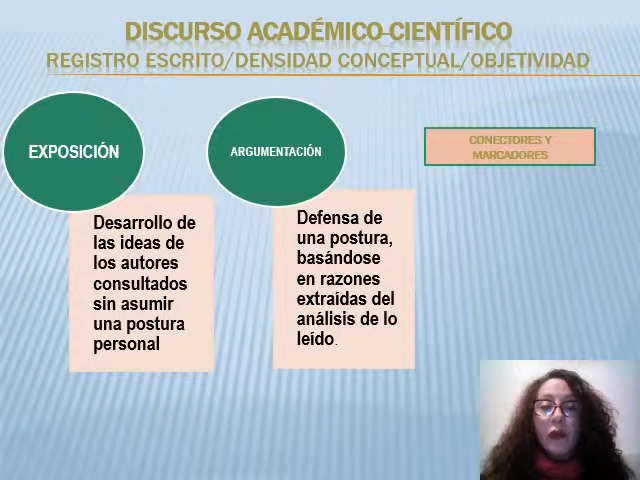 DISCURSO ACADÉMICO-CIENTÍFICO
REGISTRO ESCRITO/DENSIDAD CONCEPTUAL/OBJETIVIDAD
EXPOSICIÓN
Desarrollo de
las ideas de
los autores
consultados
sin asumir
una postura
personal
ARGUMENTACIÓN
Defensa de
una postura,
basándose
en razones
extraídas del
análisis de lo
leído.
CONECTORES Y
MARCADORES